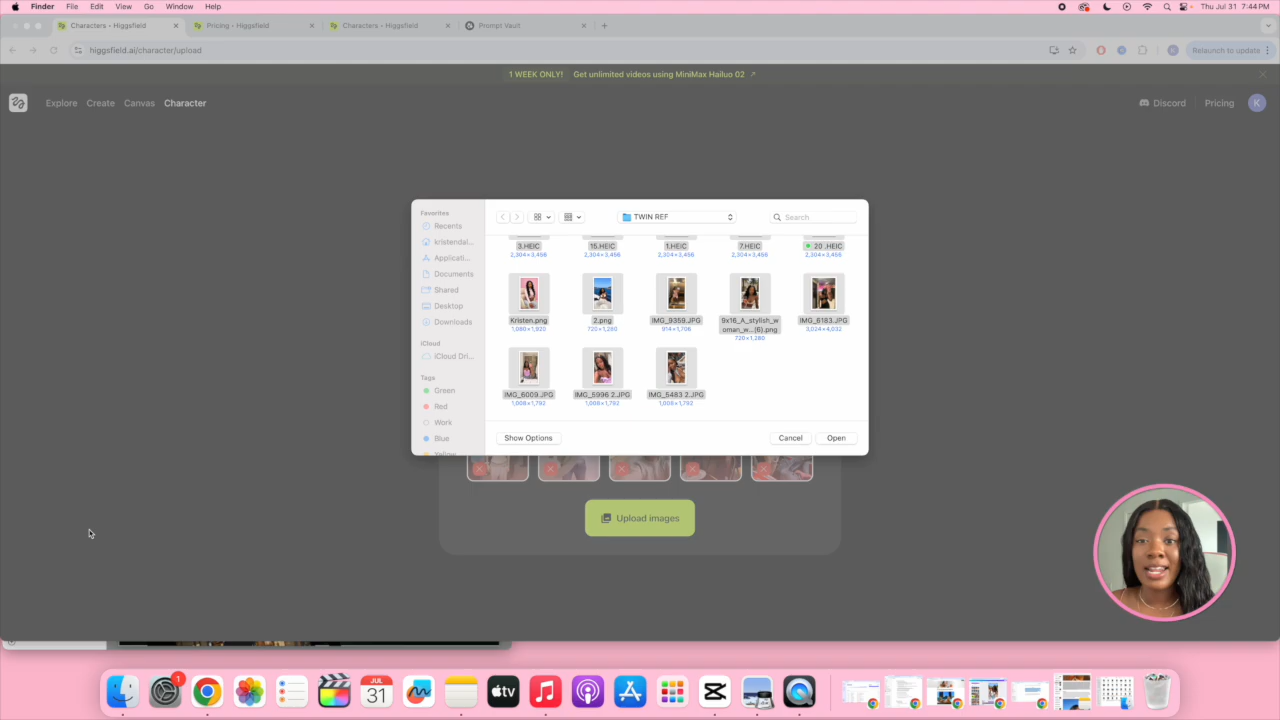 Finder File Edit View Go Window Help
Thu Jul 31 7:44 PM
Characters - Higgsfield
Pricing - Higgsfield
Characters - Higgsfield
Prompt Vault
higgsfield.ai/character/upload
K
Relaunch to update
1 WEEK ONLY! Get unlimited videos using MiniMax Hailuo 02
Explore Create Canvas Character
Discord Pricing K
Favorites
Recents
kristendal...
Applicati...
Documents
Shared
Desktop
Downloads
iCloud
iCloud Dri...
Tags
Green
Red
Work
Blue
Yellow
TWIN REF
Search
3.HEIC 15.HEIC 1.HEIC 7.HEIC 20 .HEIC
2,304×3,456 2,304×3,456 2,304×3,456 2,304×3,456 2,304×3,456
Kristen.png 2.png IMG_9359.JPG 9x16_A_stylish_w IMG_6183.JPG
oman_w...[6].png
1,080×1,920 720×1,280 914×1,706 720×1,280 3,024×4,032
IMG_6009.JPG IMG_5996 2.JPG IMG_5483 2.JPG
1,008×1,792 1,008×1,792 1,008×1,792
Show Options Cancel Open
Upload images
1
JUL
31
tv